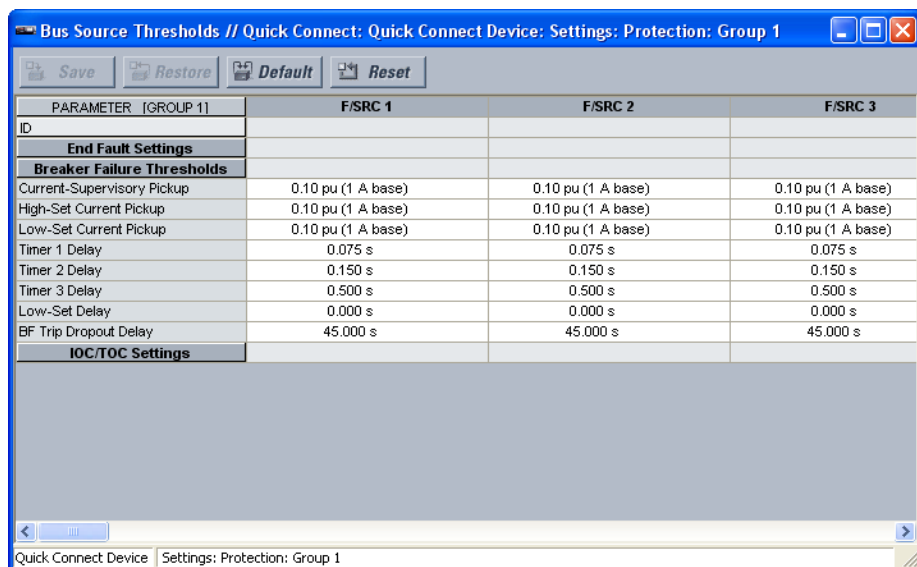 Bus Source Thresholds // Quick Connect: Quick Connect Device: Settings: Protection: Group 1
Save Restore Default Reset
PARAMETER [GROUP 1] F/SRC 1 F/SRC 2 F/SRC 3
ID
End Fault Settings
Breaker Failure Thresholds
Current-Supervisory Pickup 0.10 pu (1 A base) 0.10 pu (1 A base) 0.10 pu (1 A base)
High-Set Current Pickup 0.10 pu (1 A base) 0.10 pu (1 A base) 0.10 pu (1 A base)
Low-Set Current Pickup 0.10 pu (1 A base) 0.10 pu (1 A base) 0.10 pu (1 A base)
Timer 1 Delay 0.075 s 0.075 s 0.075 s
Timer 2 Delay 0.150 s 0.150 s 0.150 s
Timer 3 Delay 0.500 s 0.500 s 0.500 s
Low-Set Delay 0.000 s 0.000 s 0.000 s
BF Trip Dropout Delay 45.000 s 45.000 s 45.000 s
IOC/TOC Settings
Quick Connect Device Settings: Protection: Group 1